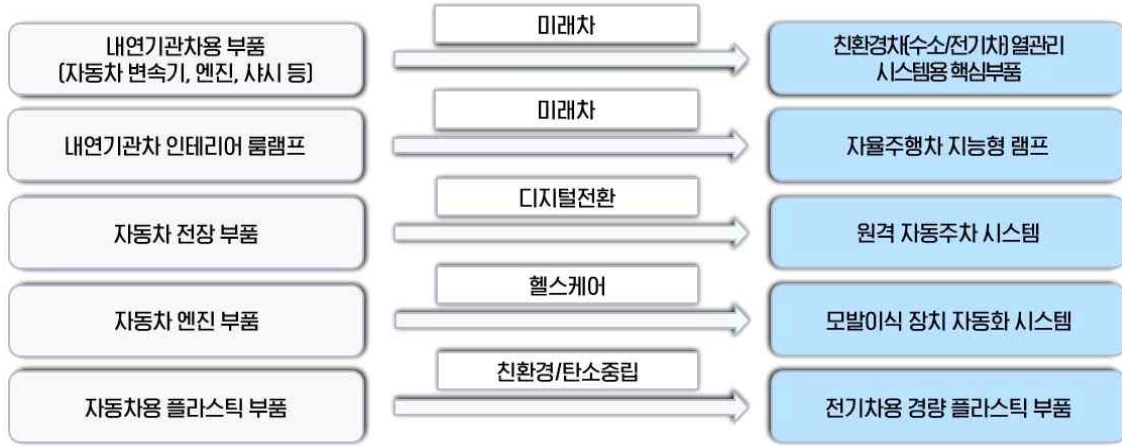 미래차
내연기관차용 부품
(자동차 변속기, 엔진, 샤시 등)
친환경차(수소/전기차) 열관리
시스템용 핵심부품
미래차
내연기관차 인테리어 룸램프
자율주행차 지능형 램프
디지털전환
자동차 전장 부품
원격 자동주차 시스템
헬스케어
자동차 엔진 부품
모발이식 장치 자동화 시스템
친환경/탄소중립
자동차용 플라스틱 부품
전기차용 경량 플라스틱 부품